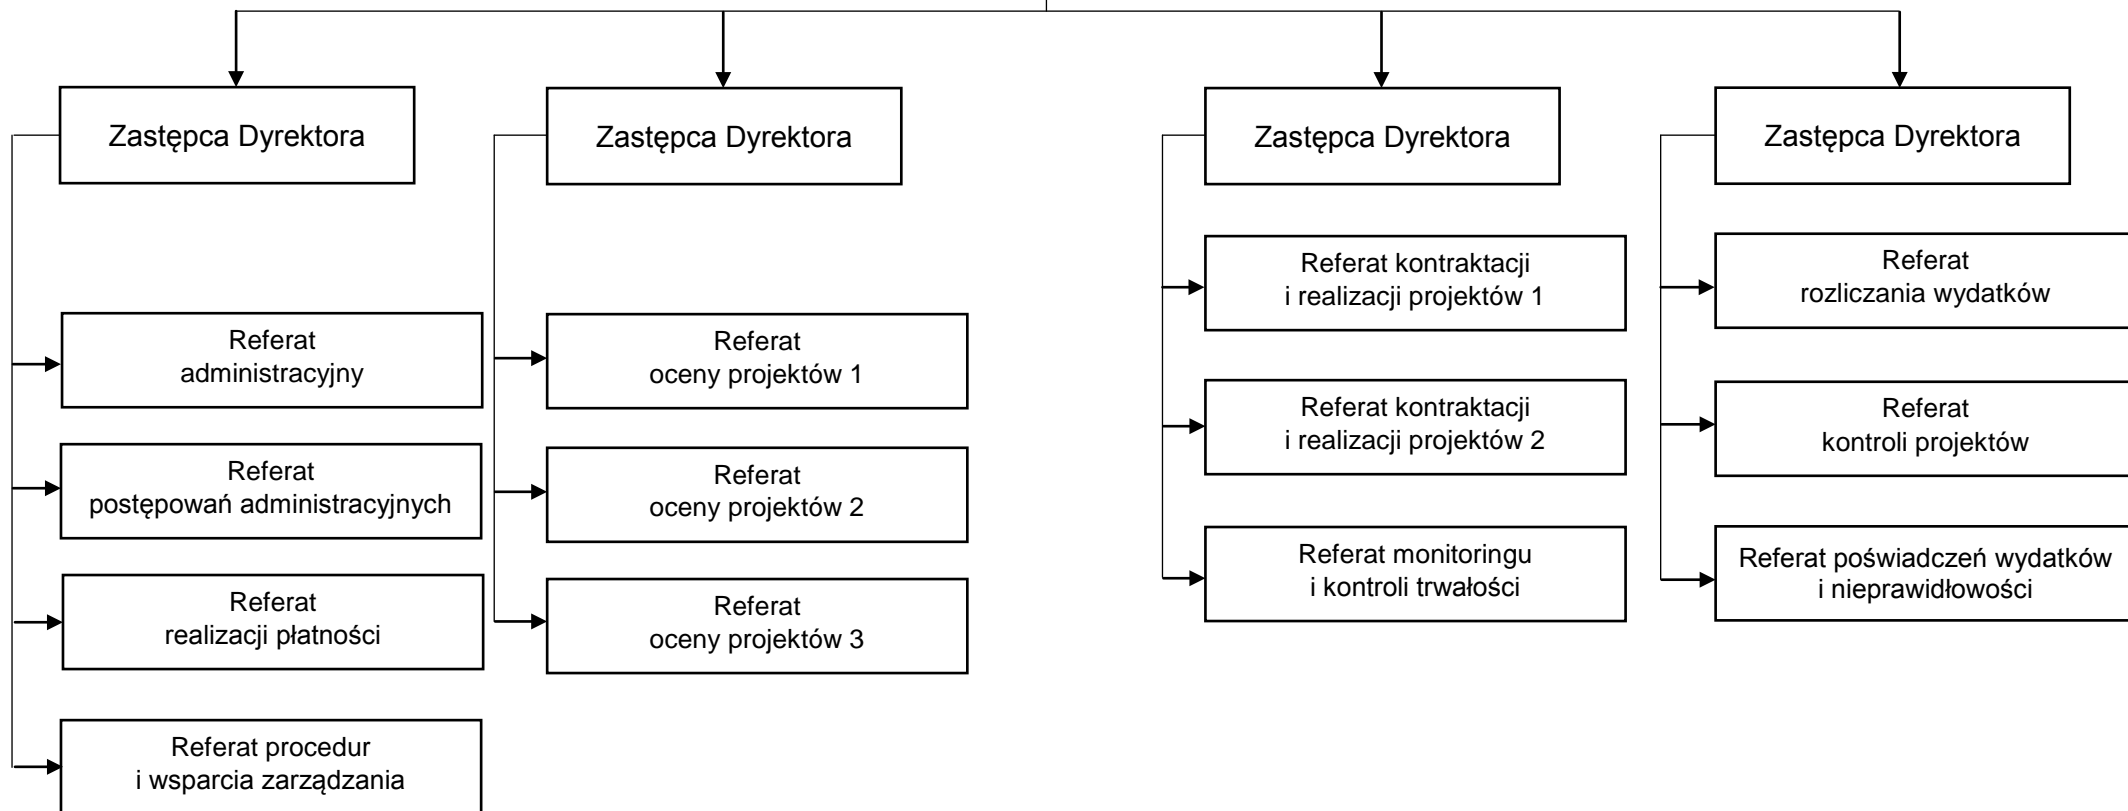 Zastępca Dyrektora
Referat
administracyjny
Referat
postępowań administracyjnych
Referat
realizacji płatności
Referat procedur
i wsparcia zarządzania
Zastępca Dyrektora
Referat
oceny projektów 1
Referat
oceny projektów 2
Referat
oceny projektów 3
Zastępca Dyrektora
Referat kontraktacji
i realizacji projektów 1
Referat kontraktacji
i realizacji projektów 2
Referat monitoringu
i kontroli trwałości
Zastępca Dyrektora
Referat
rozliczania wydatków
Referat
kontroli projektów
Referat poświadczeń wydatków
i nieprawidłowości